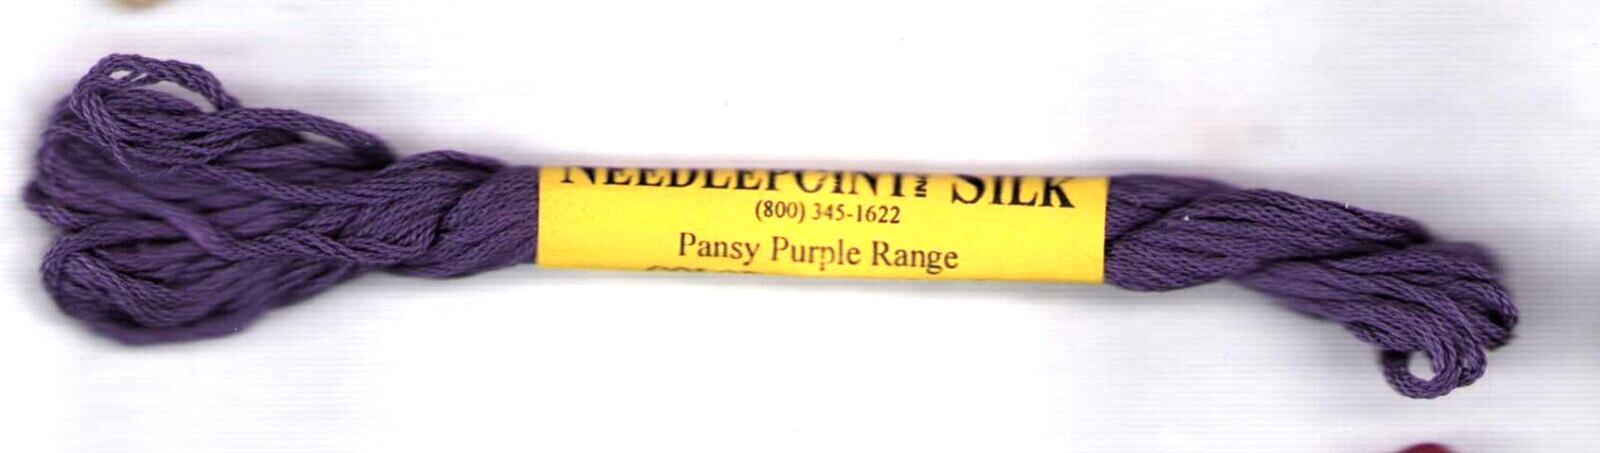 NEEDLEPOINT INC SILK
(800) 345-1622
Pansy Purple Range